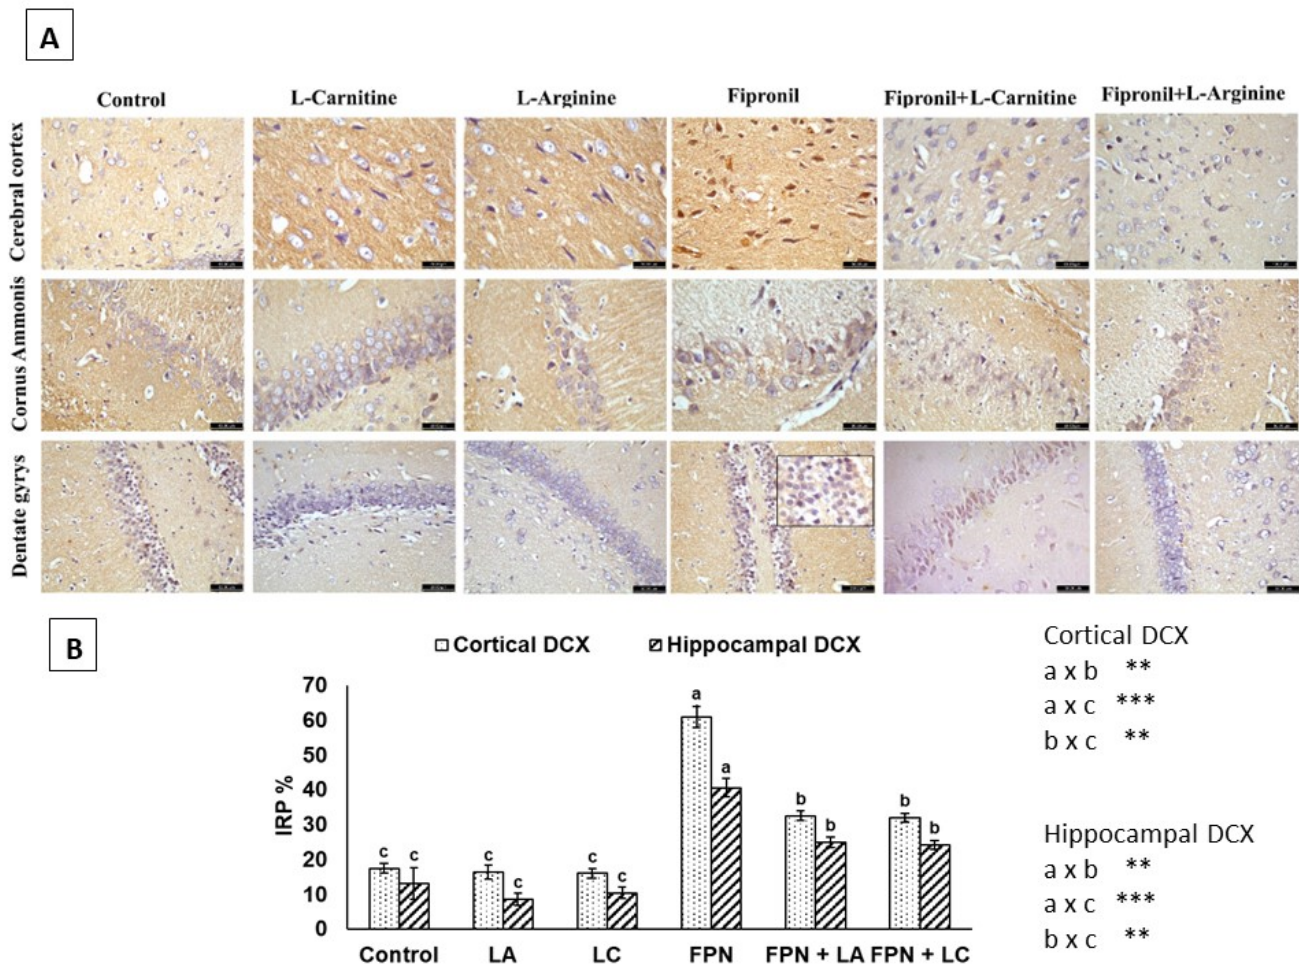 A
Control
L-Carnitine
L-Arginine
Fipronil
Fipronil+L-Carnitine
Fipronil+L-Arginine
Cerebral cortex
Cornus Ammonis
Dentate gyrys
B
Cortical DCX
Hippocampal DCX
IRP %
70
60
50
40
30
20
10
0
c c
c c
c c
a a
b b
b b
Control LA LC FPN FPN + LA FPN + LC
Cortical DCX
a x b **
a x c ***
b x c **
Hippocampal DCX
a x b **
a x c ***
b x c **